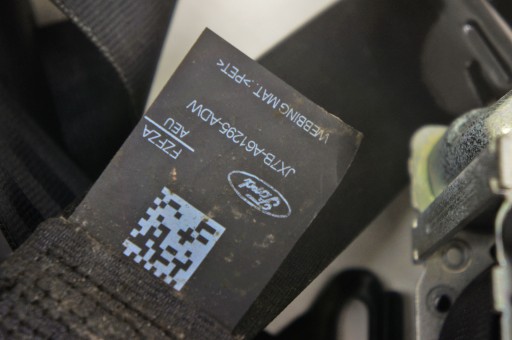 WEBBING MAT. >PET<
JX7B-A61295-ADW
FZFZA
AEU
Ford